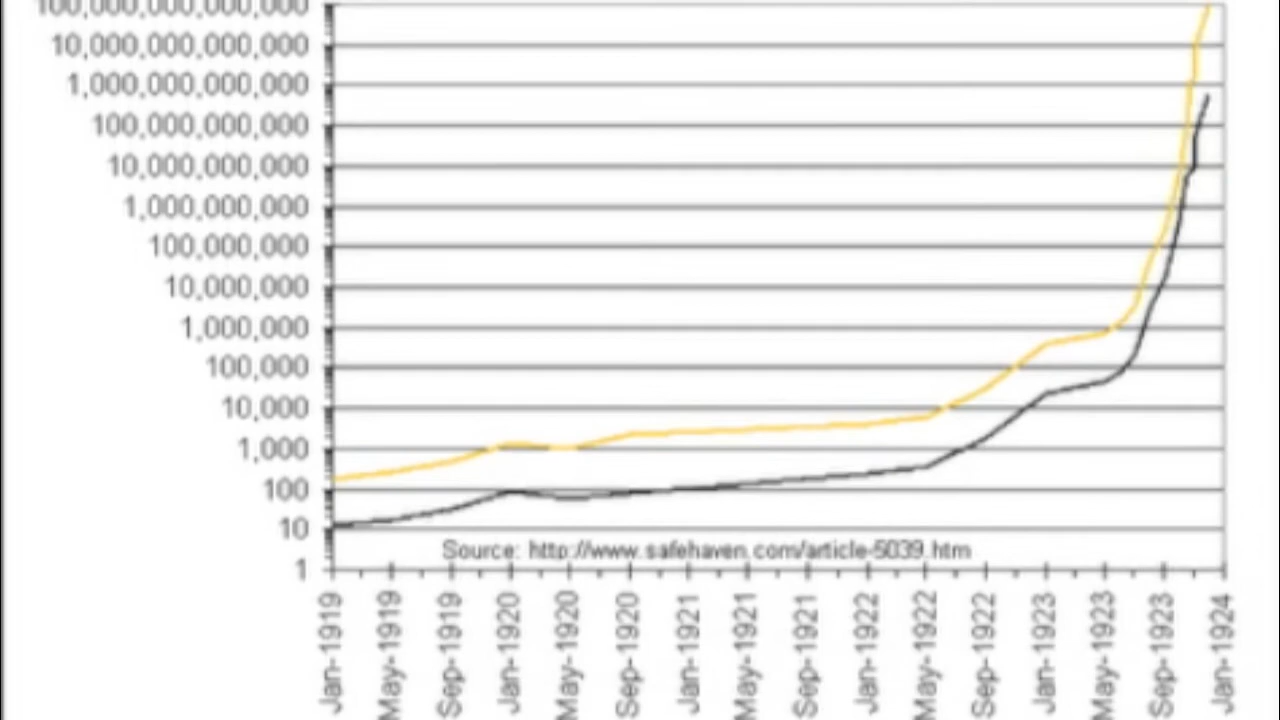 100,000,000,000,000
10,000,000,000,000
1,000,000,000,000
100,000,000,000
10,000,000,000
1,000,000,000
100,000,000
10,000,000
1,000,000
100,000
10,000
1,000
100
10
1
Source: http://www.safehaven.com/article-5039.htm
Jan-1919
May-1919
Sep-1919
Jan-1920
May-1920
Sep-1920
Jan-1921
May-1921
Sep-1921
Jan-1922
May-1922
Sep-1922
Jan-1923
May-1923
Sep-1923
Jan-1924